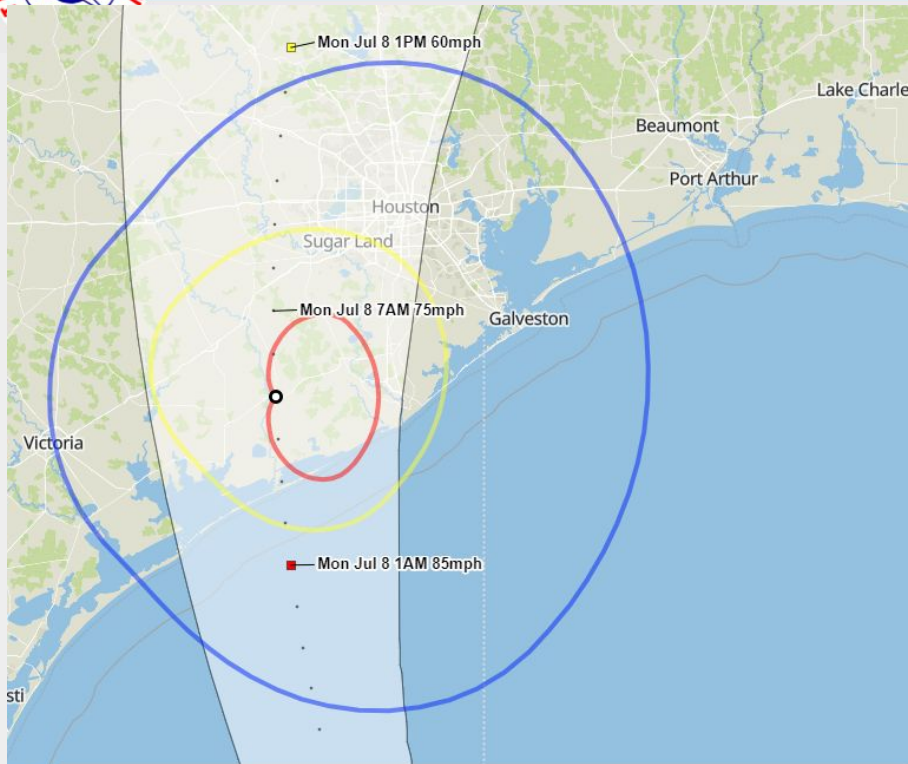 Mon Jul 8 1PM 60mph
Lake Charle
Beaumont
Port Arthur
Houston
Sugar Land
Mon Jul 8 7AM 75mph
Galveston
Victoria
Mon Jul 8 1AM 85mph
sti